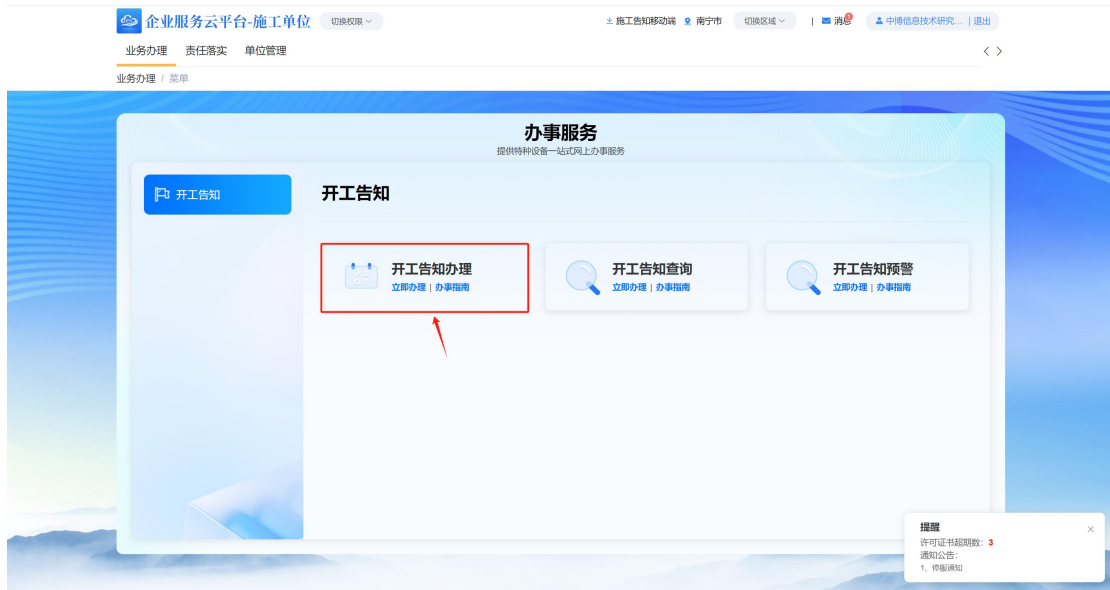 企业服务云平台-施工单位 切换权限 施工告知移动端 南宁市 切换区域 | 消息 中博信息技术研究... | 退出
业务办理 责任落实 单位管理
业务办理 / 菜单
办事服务
提供特种设备一站式网上办事服务
开工告知
开工告知
开工告知办理
立即办理 | 办事指南
开工告知查询
立即办理 | 办事指南
开工告知预警
立即办理 | 办事指南
提醒
许可证书超期数: 3
通知公告:
1、停服通知